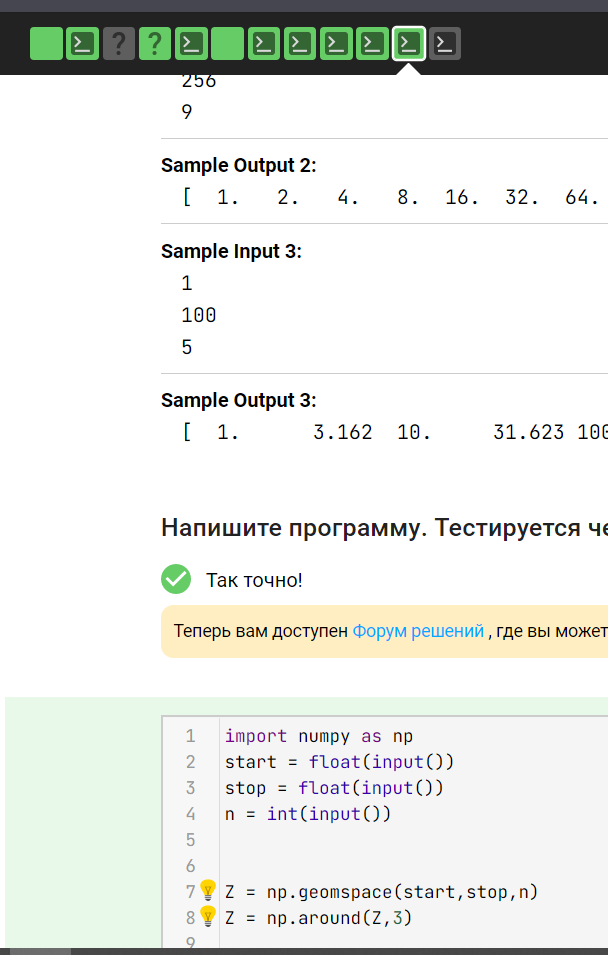 256
9
Sample Output 2:
[ 1. 2. 4. 8. 16. 32. 64.
Sample Input 3:
1
100
5
Sample Output 3:
[ 1. 3.162 10. 31.623 100
Напишите программу. Тестируется че
Так точно!
Теперь вам доступен Форум решений , где вы может
1 import numpy as np
2 start = float(input())
3 stop = float(input())
4 n = int(input())
5
6
7 Z = np.geomspace(start,stop,n)
8 Z = np.around(Z,3)
9